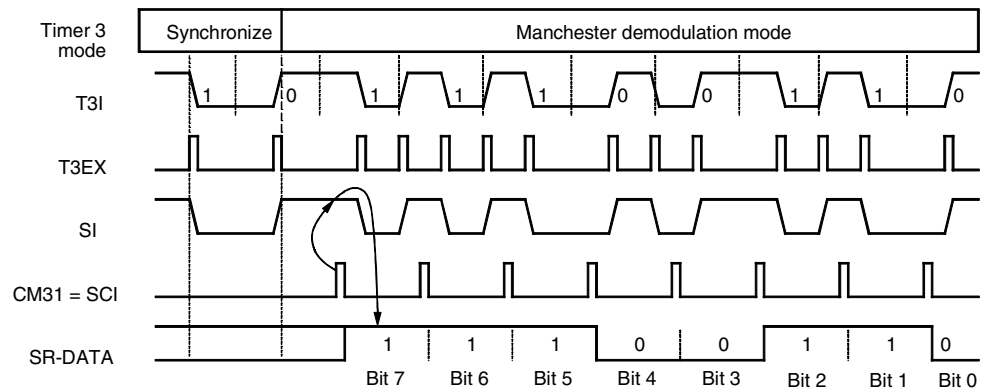 Timer 3
mode
Synchronize
Manchester demodulation mode
T3I
1 0 1 1 1 0 0 1 1 0
T3EX
SI
CM31 = SCI
SR-DATA
1 1 1 0 0 1 1 0
Bit 7 Bit 6 Bit 5 Bit 4 Bit 3 Bit 2 Bit 1 Bit 0